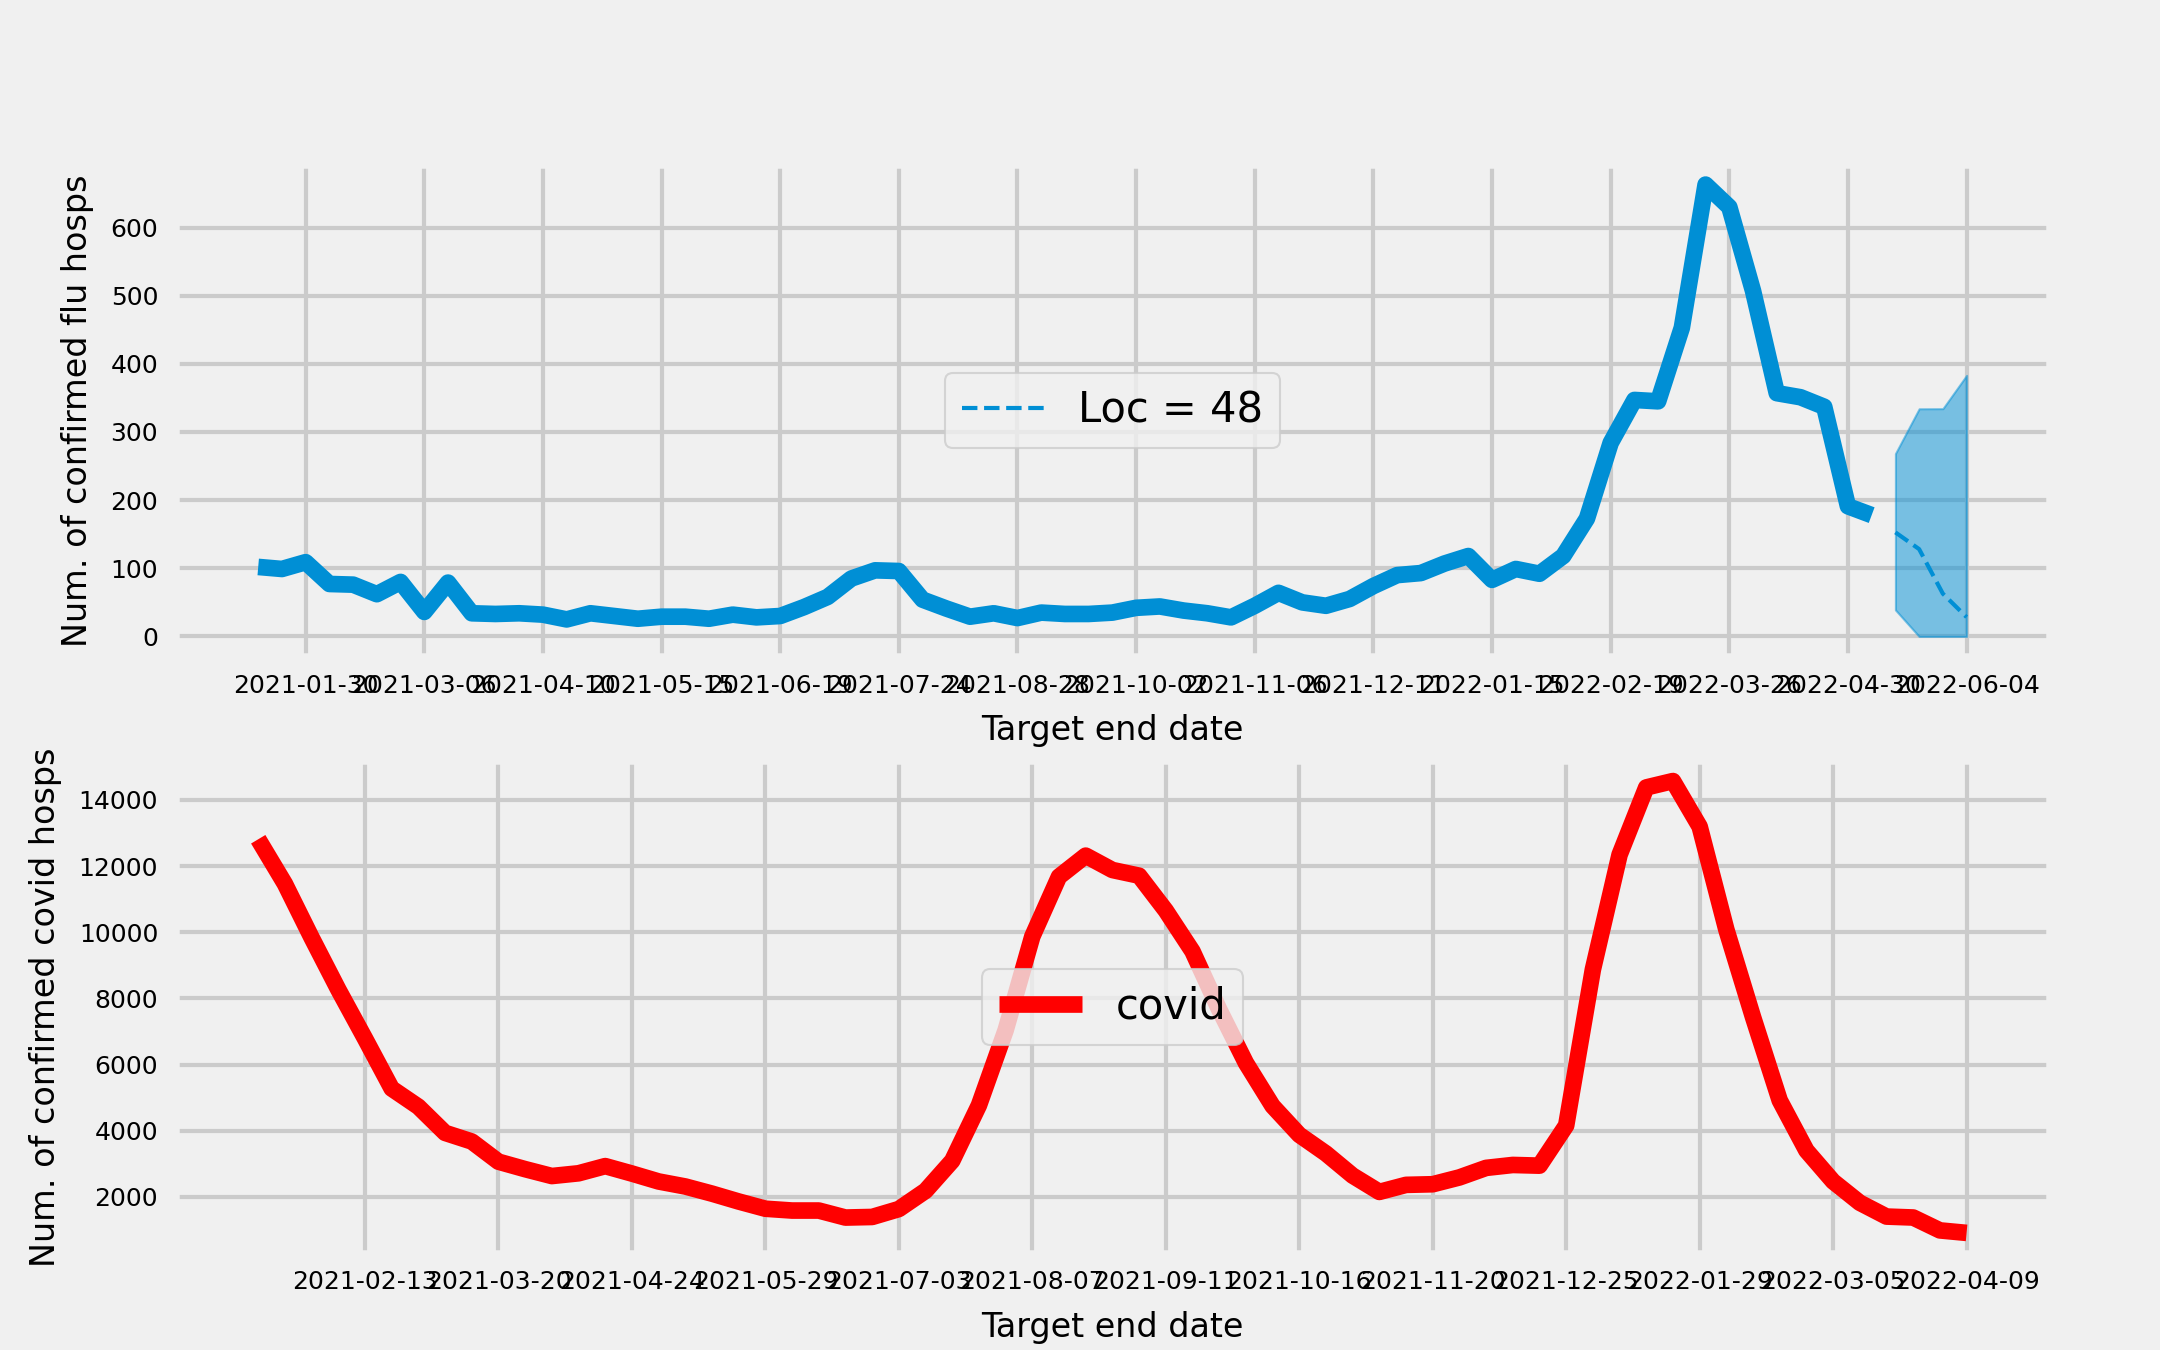 Num. of confirmed flu hosps
600
500
400
300
200
100
0
Loc = 48
2021-01-30 2021-03-06 2021-04-10 2021-05-15 2021-06-19 2021-07-24 2021-08-28 2021-10-02 2021-11-06 2021-12-11 2022-01-15 2022-02-19 2022-03-26 2022-04-30 2022-06-04
Target end date
Num. of confirmed covid hosps
14000
12000
10000
8000
6000
4000
2000
covid
2021-02-13 2021-03-20 2021-04-24 2021-05-29 2021-07-03 2021-08-07 2021-09-11 2021-10-16 2021-11-20 2021-12-25 2022-01-29 2022-03-05 2022-04-09
Target end date